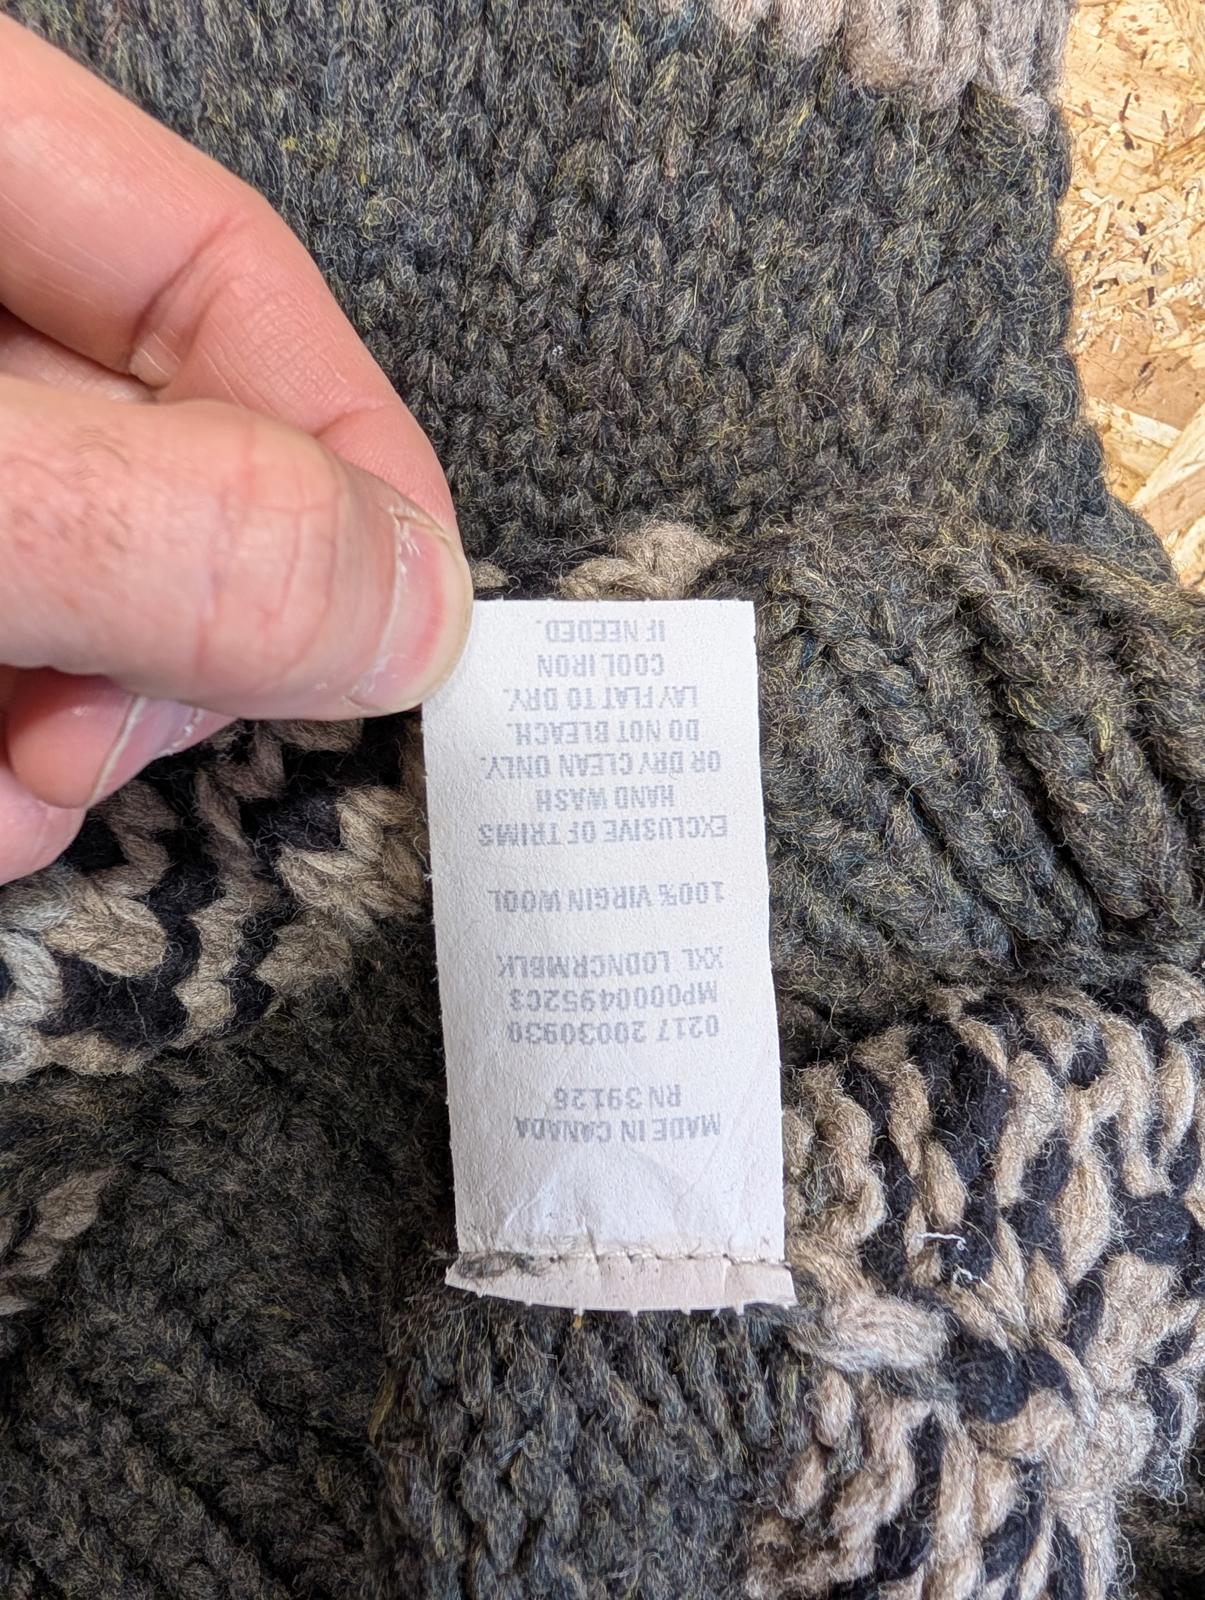 MADE IN CANADA
RN 39126
0217 20030930
MP00004952C3
XXL LODNCRMBLK
100% VIRGIN WOOL
EXCLUSIVE OF TRIMS
HAND WASH
OR DRY CLEAN ONLY.
DO NOT BLEACH.
LAY FLAT TO DRY.
COOL IRON
IF NEEDED.